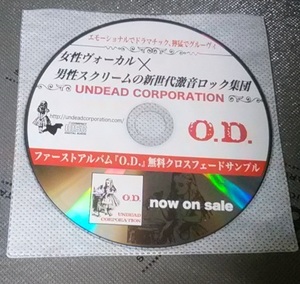 エモーショナルでドラマチック、神秘でグルーヴィ
女性ヴォーカル×
男性スクリームの新世代激音ロック集団
UNDEAD CORPORATION
http://undeadcorporation.com/
O.D.
ファーストアルバム「O.D.」無料クロスフェードサンプル
O.D.
UNDEAD
CORPORATION
now on sale